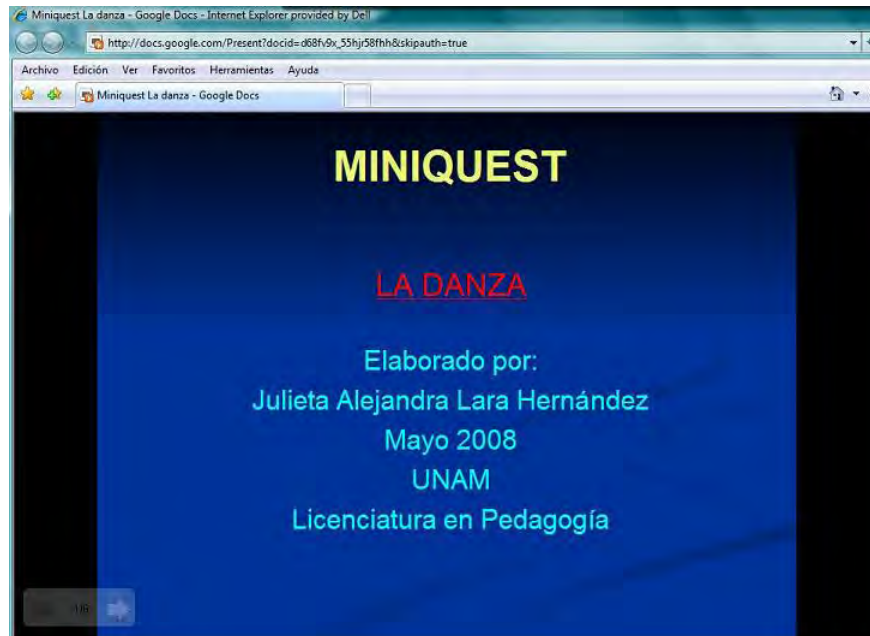 Miniquest La danza - Google Docs - Internet Explorer provided by Dell
http://docs.google.com/Present?docid=d68fv9x_55hjr58fhh&skipauth=true
Archivo Edición Ver Favoritos Herramientas Ayuda
Miniquest La danza - Google Docs
MINIQUEST
LA DANZA
Elaborado por:
Julieta Alejandra Lara Hernández
Mayo 2008
UNAM
Licenciatura en Pedagogía